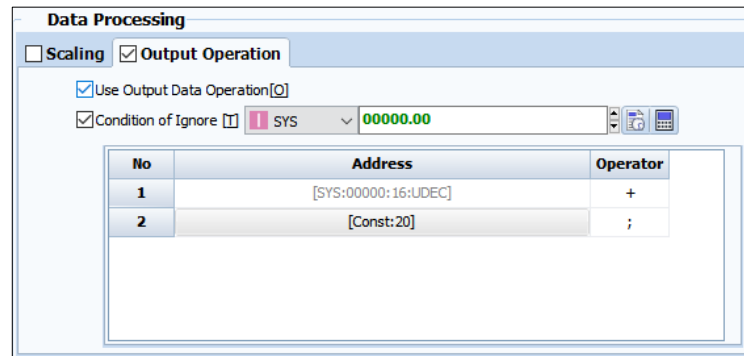 Data Processing
Scaling Output Operation
Use Output Data Operation[O]
Condition of Ignore [T] SYS 00000.00
No Address Operator
1 [SYS:00000:16:UDEC] +
2 [Const:20] ;